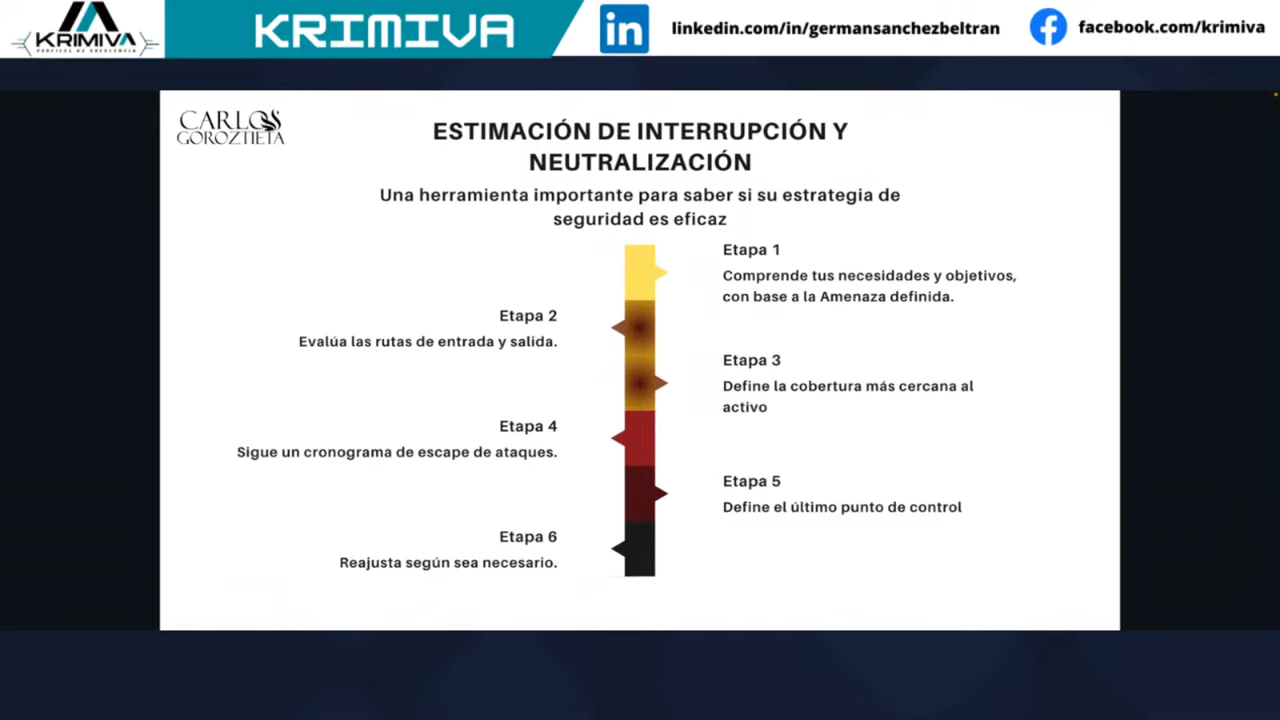 KRIMIVA
PERFILES DE EXCELENCIA
KRIMIVA
in
linkedin.com/in/germansanchezbeltran
facebook.com/krimiva
CARLOS
GOROZTIETA
ESTIMACIÓN DE INTERRUPCIÓN Y
NEUTRALIZACIÓN
Una herramienta importante para saber si su estrategia de
seguridad es eficaz
Etapa 1
Comprende tus necesidades y objetivos,
con base a la Amenaza definida.
Etapa 2
Evalúa las rutas de entrada y salida.
Etapa 3
Define la cobertura más cercana al
activo
Etapa 4
Sigue un cronograma de escape de ataques.
Etapa 5
Define el último punto de control
Etapa 6
Reajusta según sea necesario.